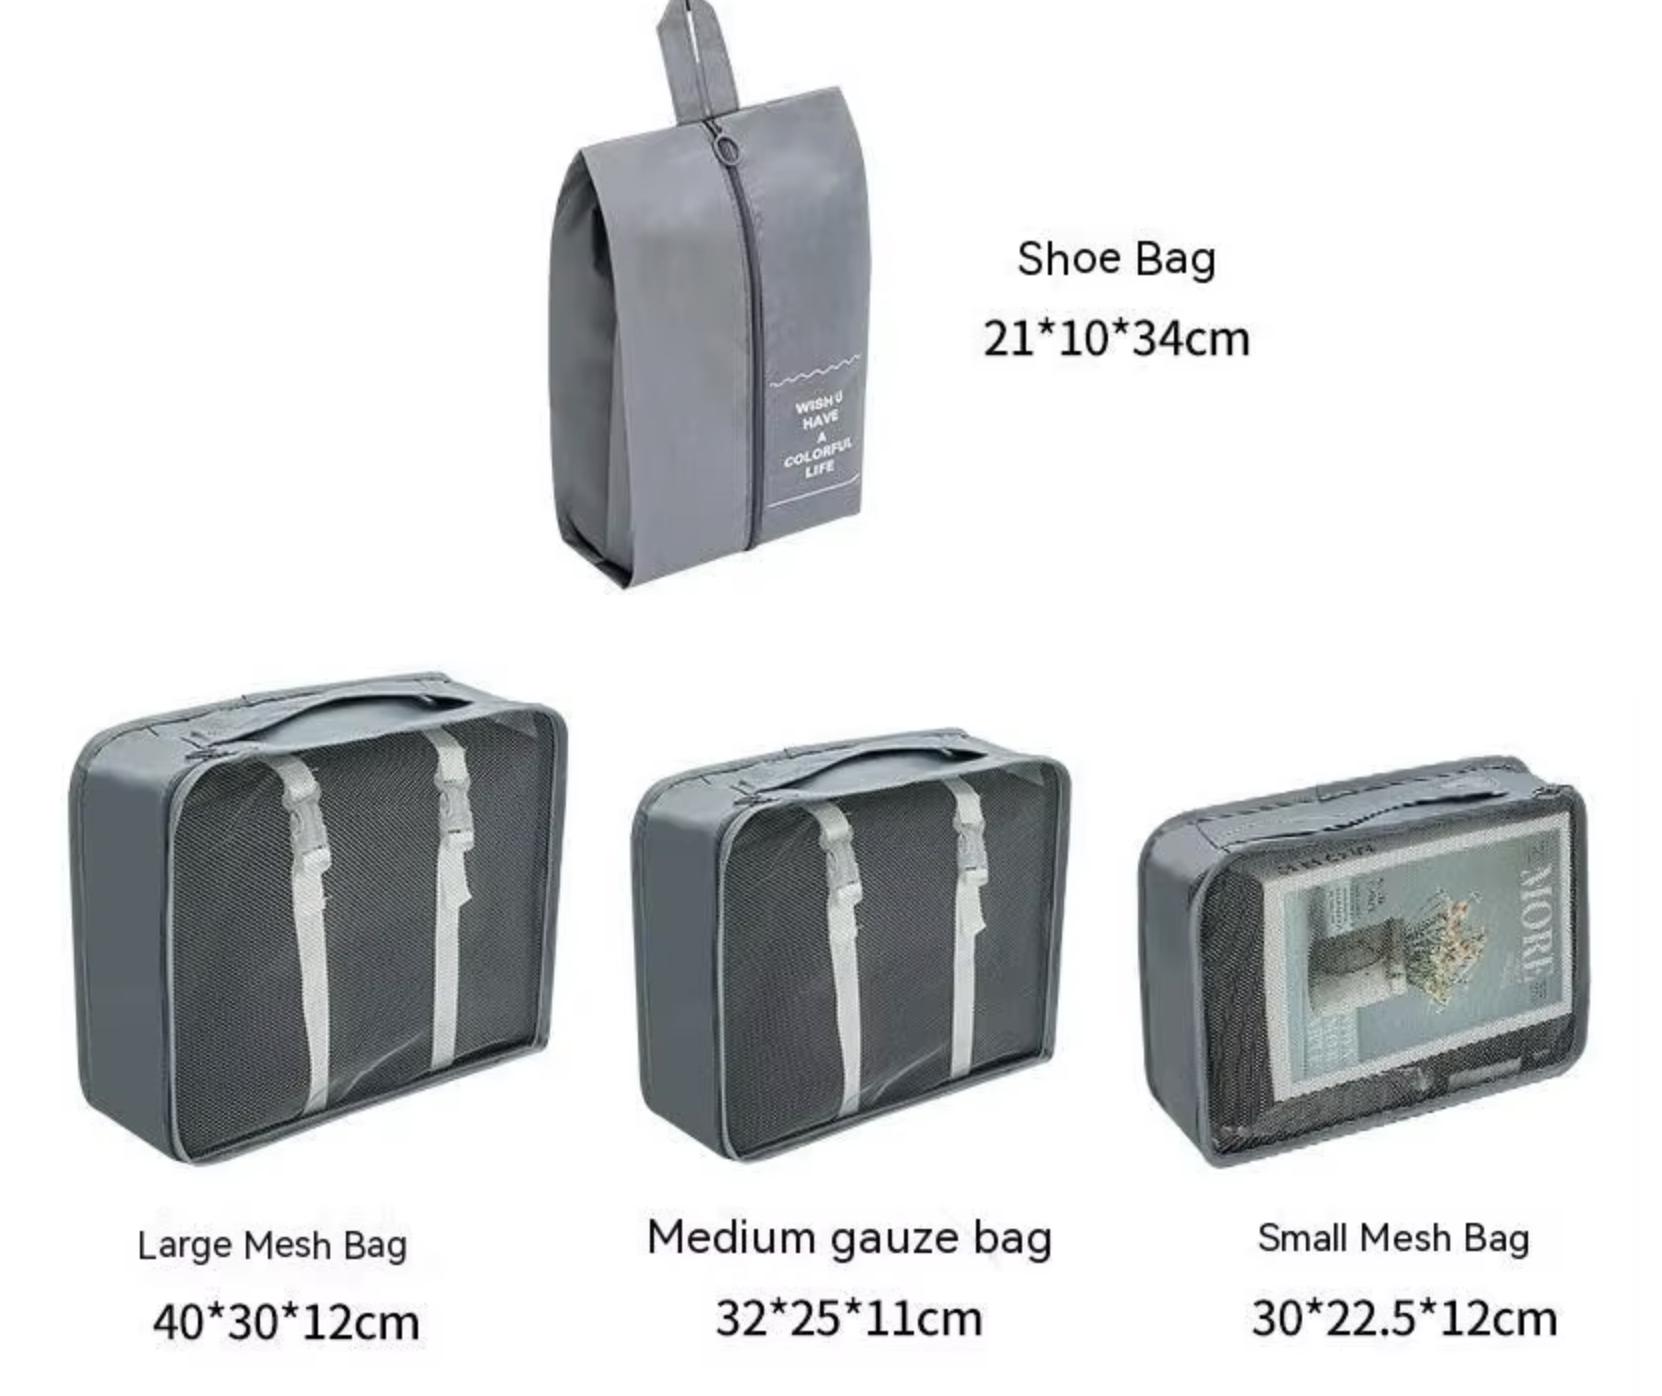 Shoe Bag
21*10*34cm
WISH U
HAVE
A
COLORFUL
LIFE
MORE
Large Mesh Bag
40*30*12cm
Medium gauze bag
32*25*11cm
Small Mesh Bag
30*22.5*12cm